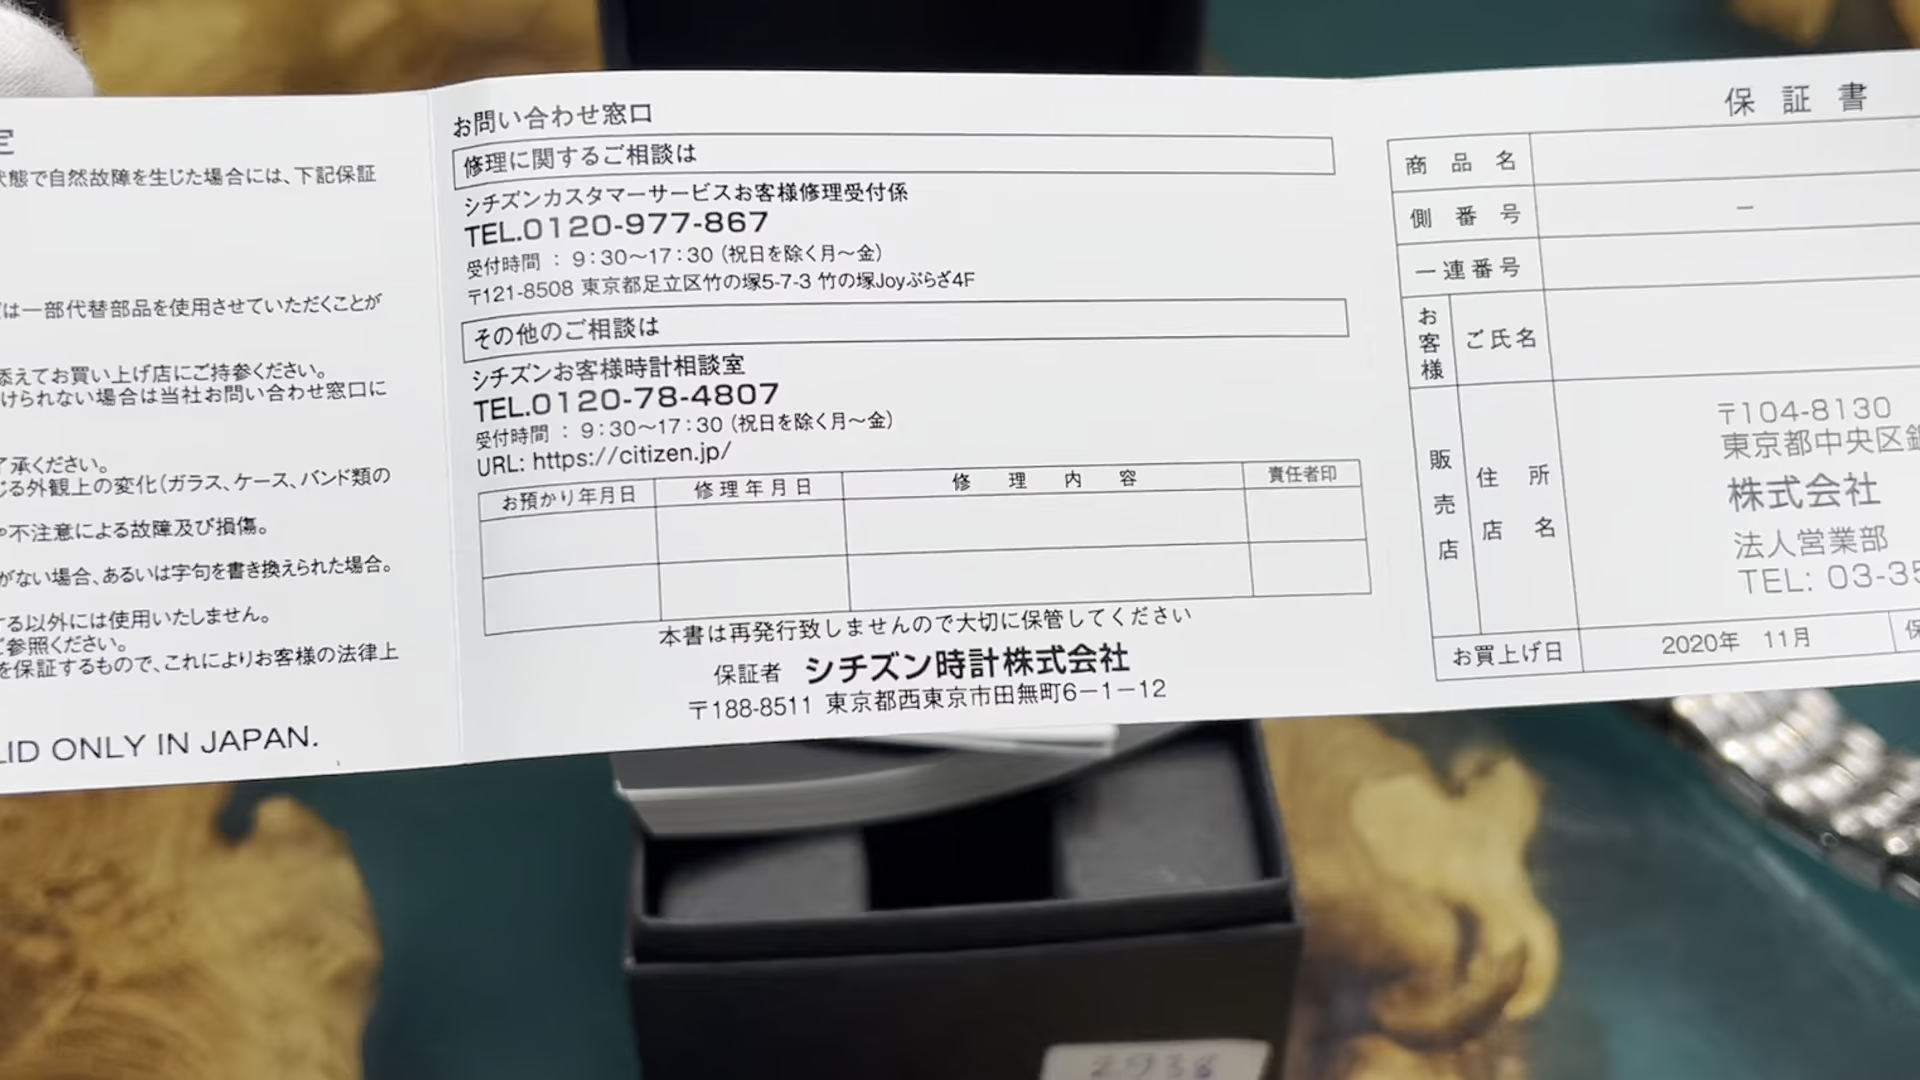 状態で自然故障を生じた場合には、下記保証
は一部代替部品を使用させていただくことが
添えてお買い上げ店にご持参ください。
けられない場合は当社お問い合わせ窓口に
了承ください。
じる外観上の変化(ガラス、ケース、バンド類の
や不注意による故障及び損傷。
がない場合、あるいは字句を書き換えられた場合。
する以外には使用いたしません。
ご参照ください。
を保証するもので、これによりお客様の法律上
LID ONLY IN JAPAN.
お問い合わせ窓口
修理に関するご相談は
シチズンカスタマーサービスお客様修理受付係
TEL.0120-977-867
受付時間 : 9:30〜17:30 (祝日を除く月〜金)
〒121-8508 東京都足立区竹の塚5-7-3 竹の塚Joyぷらざ4F
その他のご相談は
シチズンお客様時計相談室
TEL.0120-78-4807
受付時間 : 9:30〜17:30 (祝日を除く月〜金)
URL: https://citizen.jp/
お預かり年月日 修理年月日 修理内容 責任者印
本書は再発行致しませんので大切に保管してください
保証者 シチズン時計株式会社
〒188-8511 東京都西東京市田無町6-1-12
保証書
商品名
側番号 −
一連番号
お客様 ご氏名
販売店 住所 店名
〒104-8130
東京都中央区銀
株式会社
法人営業部
TEL: 03-35
お買上げ日 2020年 11月 保
2938